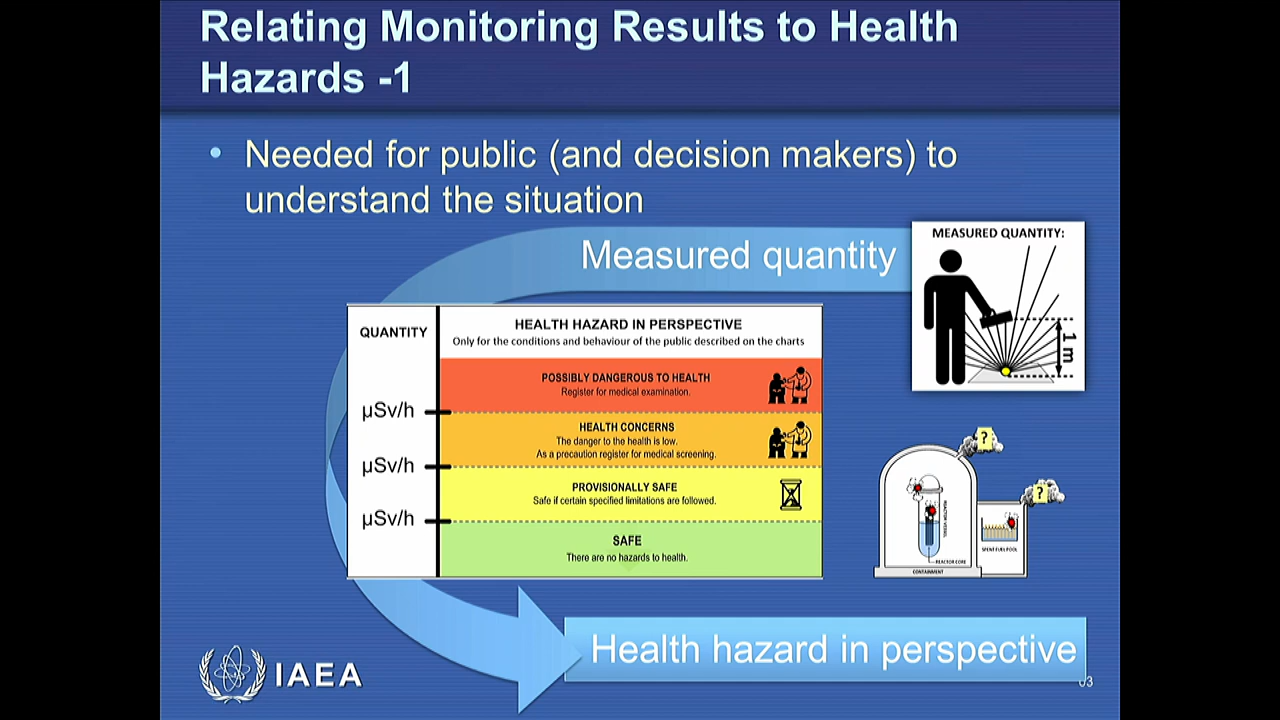 Relating Monitoring Results to Health
Hazards -1
• Needed for public (and decision makers) to
understand the situation
Measured quantity
MEASURED QUANTITY:
1 m
QUANTITY
HEALTH HAZARD IN PERSPECTIVE
Only for the conditions and behaviour of the public described on the charts
POSSIBLY DANGEROUS TO HEALTH
Register for medical examination.
µSv/h
HEALTH CONCERNS
The danger to the health is low.
As a precaution register for medical screening.
µSv/h
PROVISIONALLY SAFE
Safe if certain specified limitations are followed.
µSv/h
SAFE
There are no hazards to health.
?
?
REACTOR VESSEL
SPENT FUEL POOL
REACTOR CORE
CONTAINMENT
Health hazard in perspective
IAEA